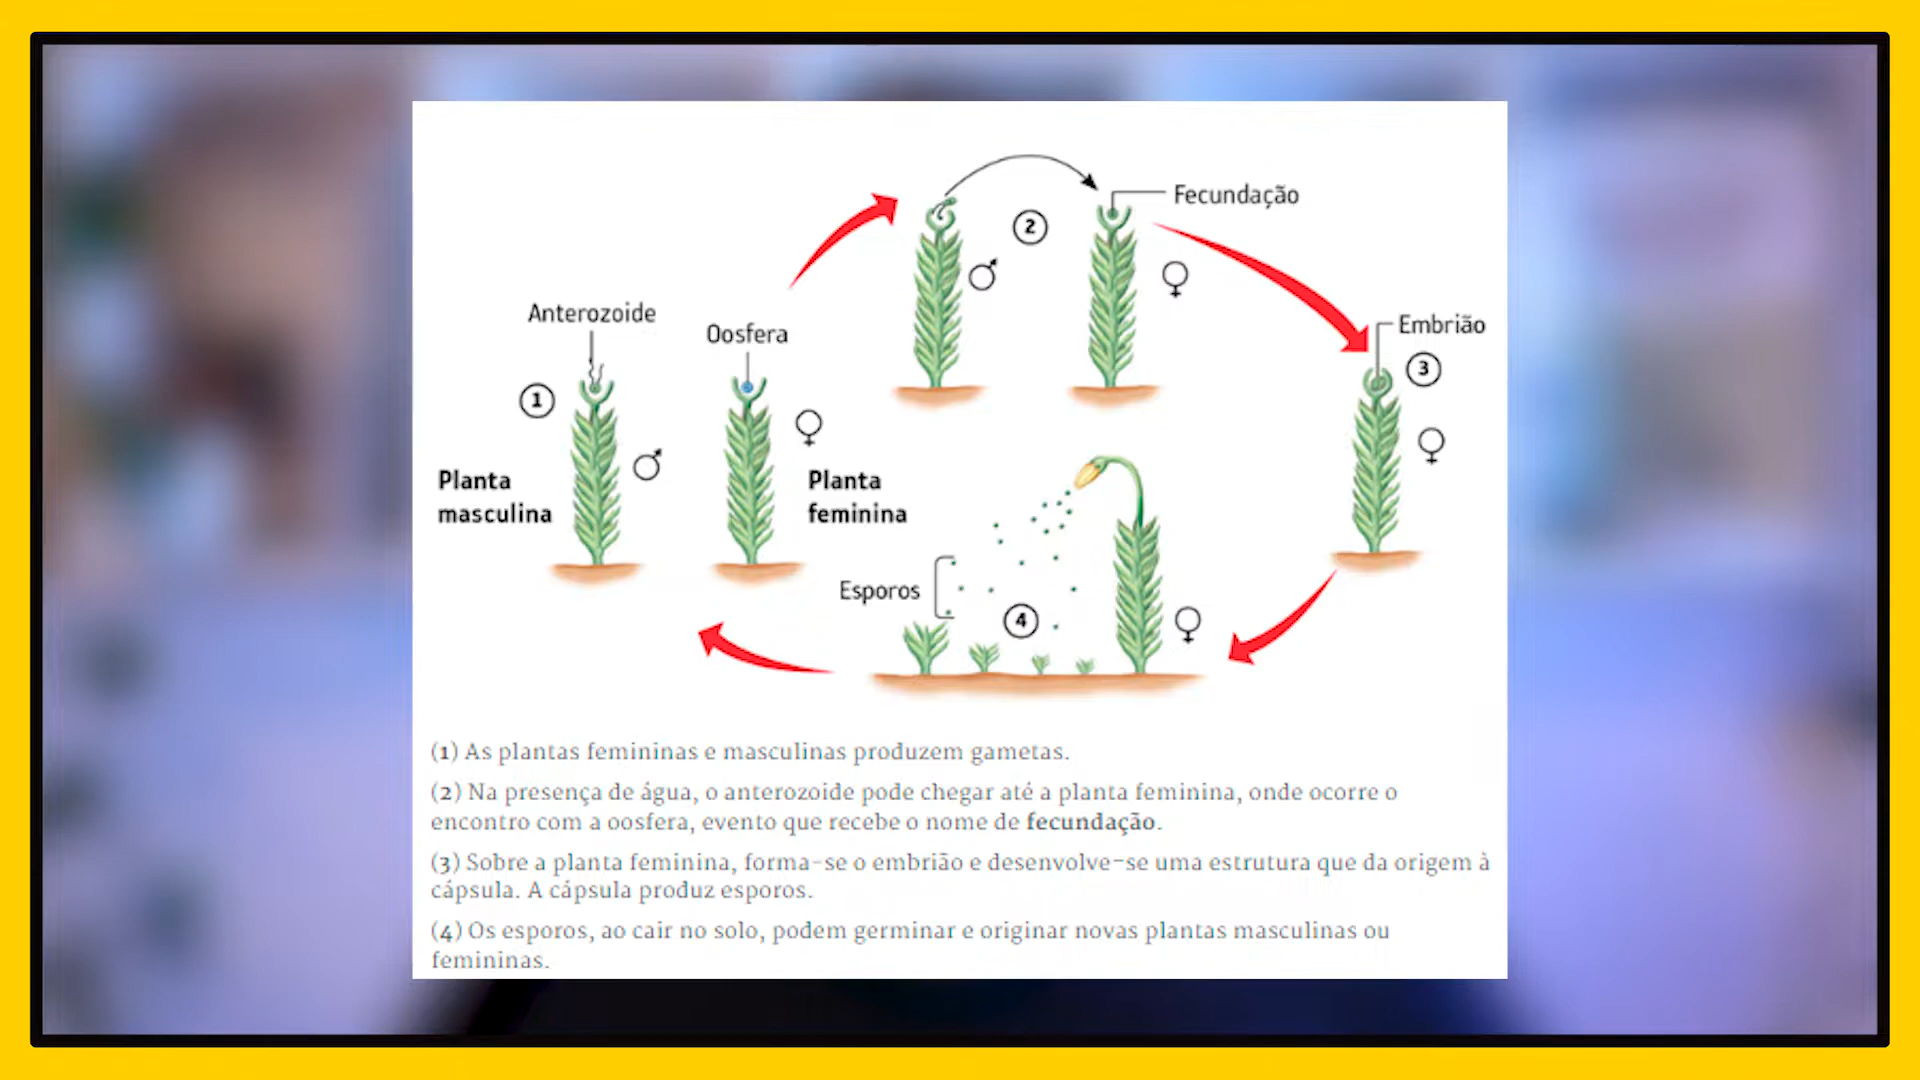 Fecundação
2
Anterozoide
Oosfera
Embrião
3
1
Planta
masculina
Planta
feminina
Esporos
4
(1) As plantas femininas e masculinas produzem gametas.
(2) Na presença de água, o anterozoide pode chegar até a planta feminina, onde ocorre o
encontro com a oosfera, evento que recebe o nome de fecundação.
(3) Sobre a planta feminina, forma-se o embrião e desenvolve-se uma estrutura que da origem à
cápsula. A cápsula produz esporos.
(4) Os esporos, ao cair no solo, podem germinar e originar novas plantas masculinas ou
femininas.